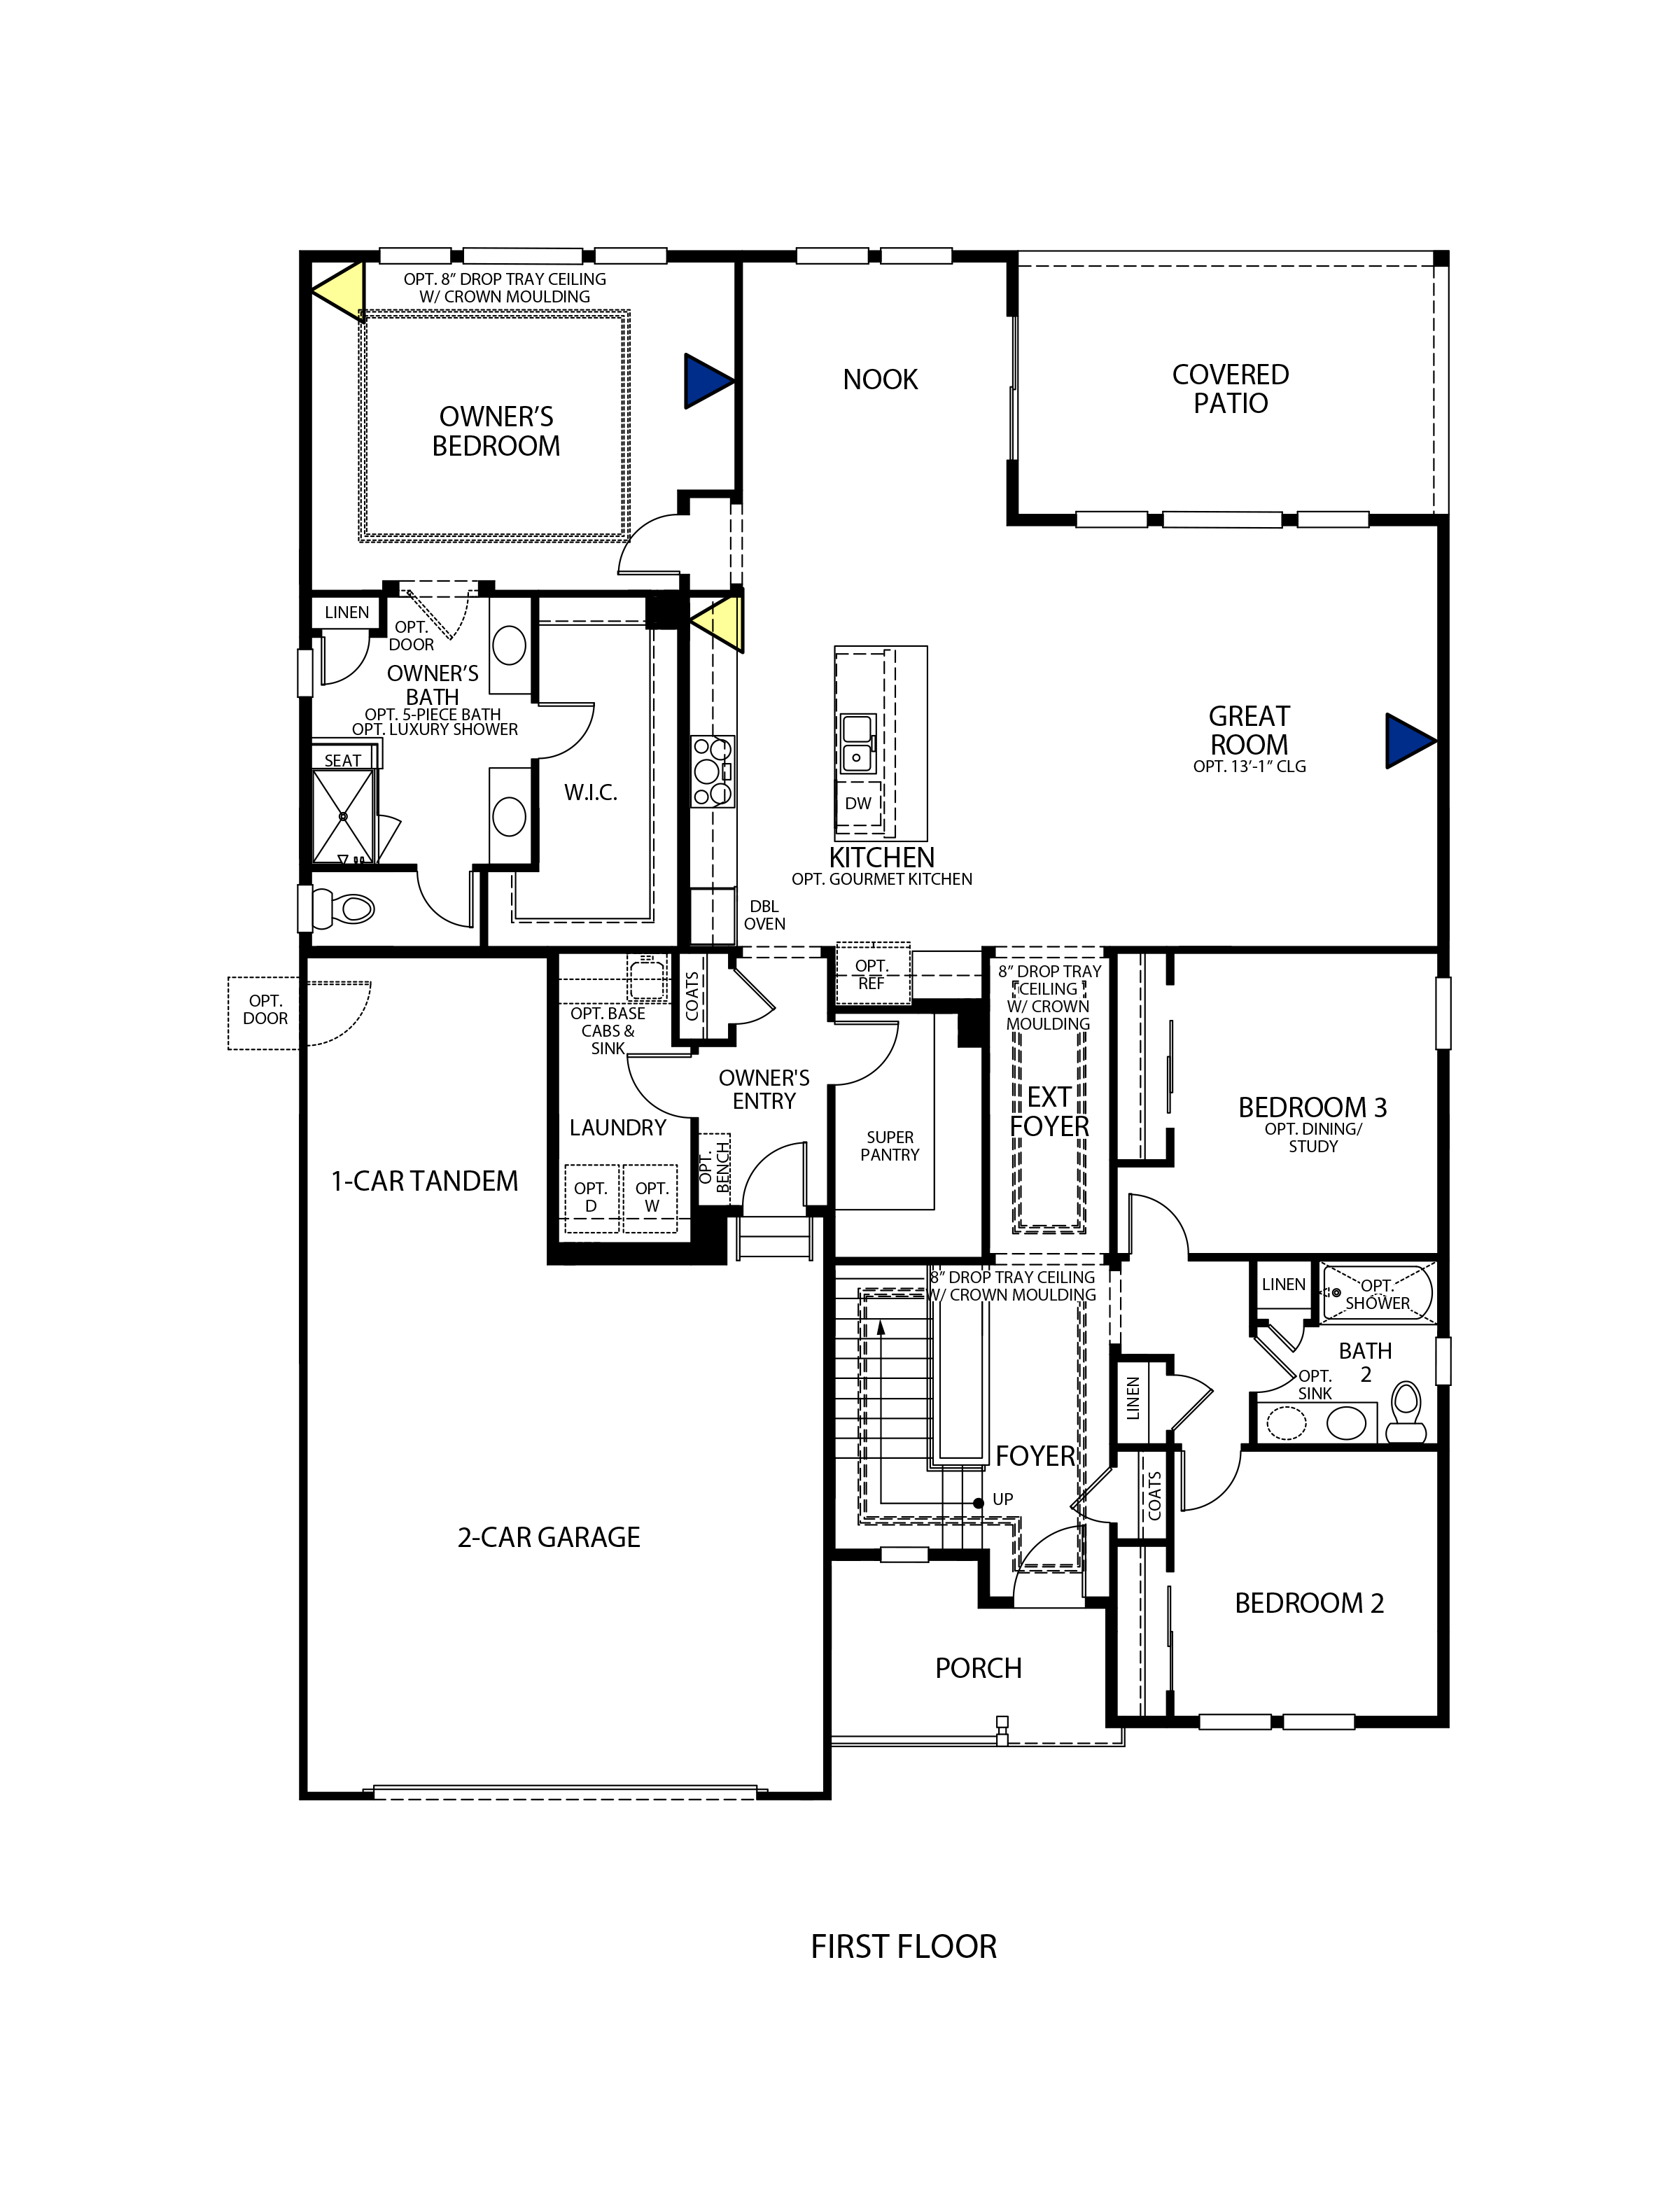 OPT. 8” DROP TRAY CEILING
W/ CROWN MOULDING
OWNER’S
BEDROOM
NOOK
COVERED
PATIO
LINEN
OPT.
DOOR
OWNER’S
BATH
OPT. 5-PIECE BATH
OPT. LUXURY SHOWER
SEAT
W.I.C.
DW
KITCHEN
OPT. GOURMET KITCHEN
DBL
OVEN
GREAT
ROOM
OPT. 13’-1” CLG
OPT.
DOOR
OPT. BASE
CABS &
SINK
COATS
OPT.
REF
8” DROP TRAY
CEILING
W/ CROWN
MOULDING
OWNER'S
ENTRY
EXT
FOYER
BEDROOM 3
OPT. DINING/
STUDY
LAUNDRY
SUPER
PANTRY
1-CAR TANDEM
OPT.
D
OPT.
W
OPT.
BENCH
8” DROP TRAY CEILING
W/ CROWN MOULDING
LINEN
OPT.
SHOWER
BATH
2
OPT.
SINK
LINEN
FOYER
COATS
UP
2-CAR GARAGE
BEDROOM 2
PORCH
FIRST FLOOR